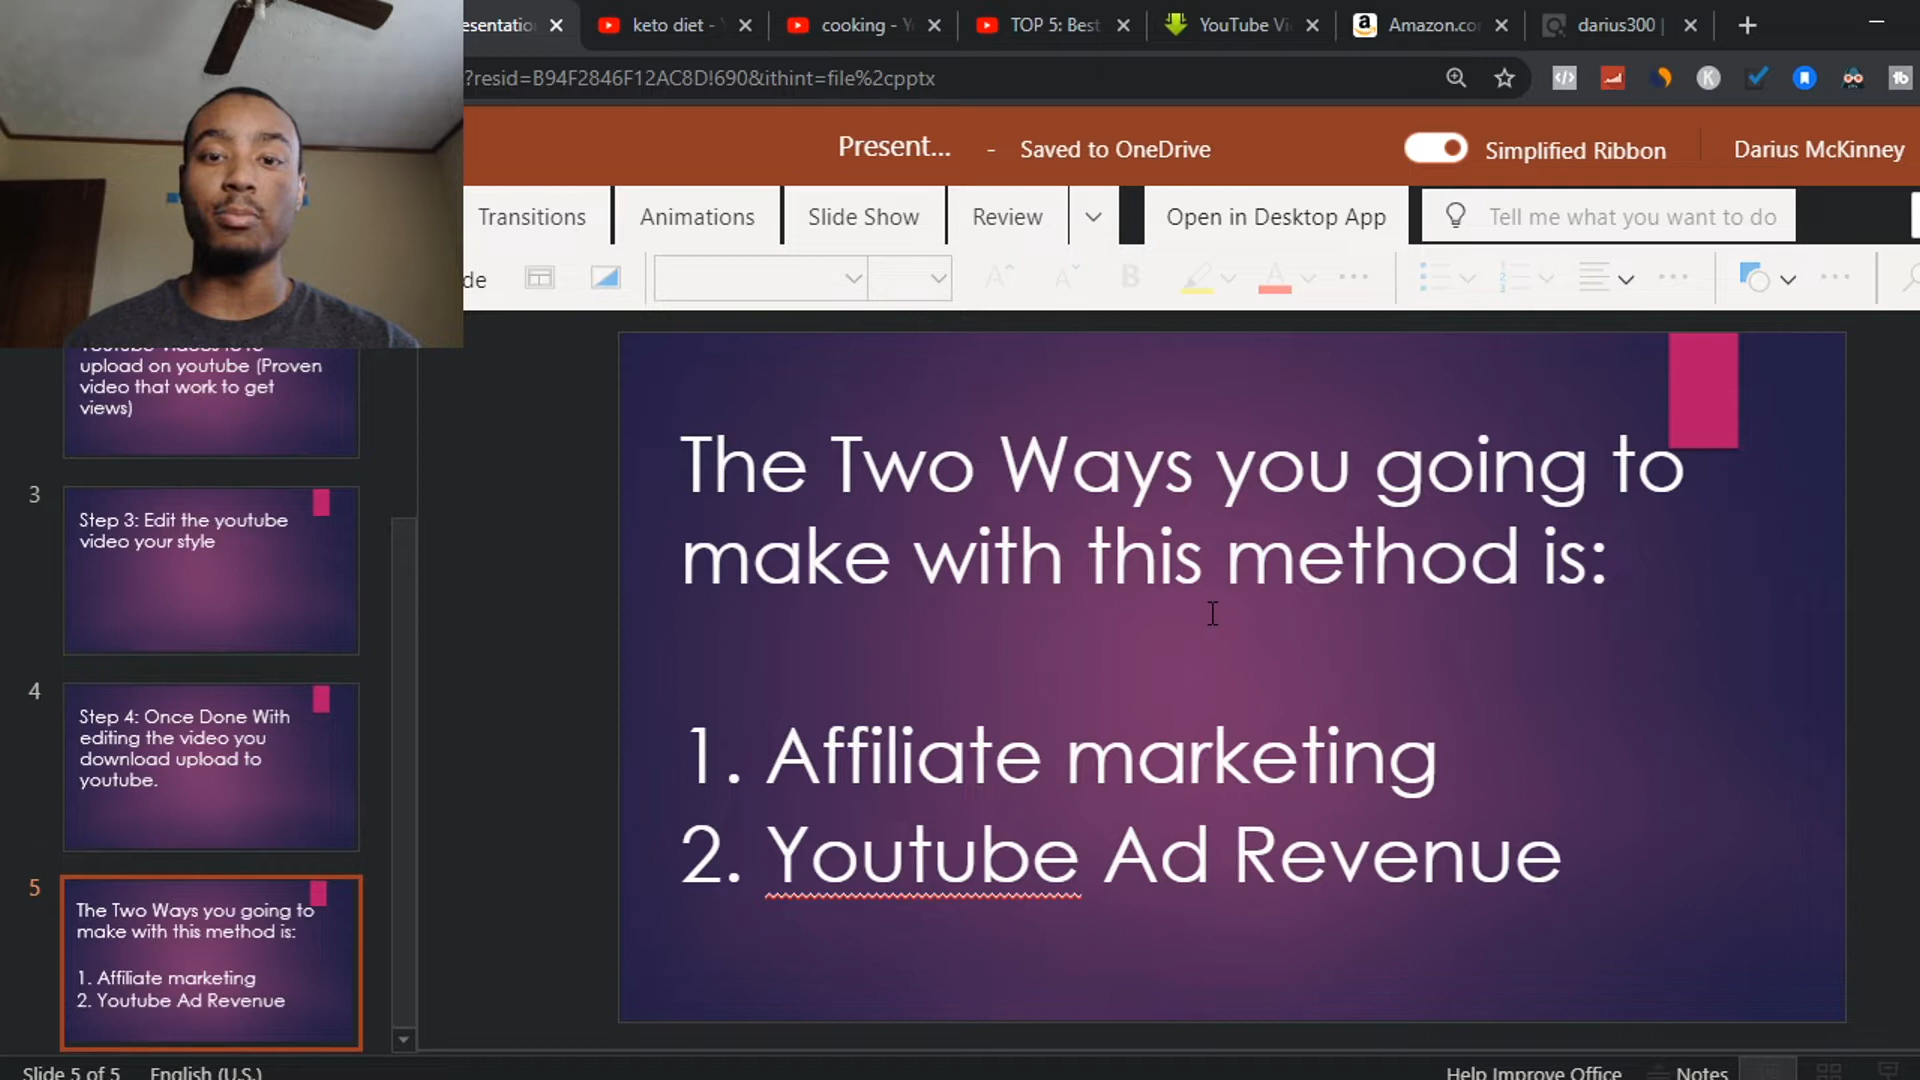 esentation
keto diet - Y
cooking - Y
TOP 5: Best
YouTube Vi
Amazon.co
darius300 |
?resid=B94F2846F12AC8D!690&ithint=file%2cpptx
Present... - Saved to OneDrive
Simplified Ribbon
Darius McKinney
Transitions
Animations
Slide Show
Review
Open in Desktop App
Tell me what you want to do
de
upload on youtube (Proven
video that work to get
views)
3
Step 3: Edit the youtube
video your style
4
Step 4: Once Done With
editing the video you
download upload to
youtube.
5
The Two Ways you going to
make with this method is:
1. Affiliate marketing
2. Youtube Ad Revenue
The Two Ways you going to
make with this method is:
1. Affiliate marketing
2. Youtube Ad Revenue
Slide 5 of 5
English (U.S.)
Help Improve Office
Notes